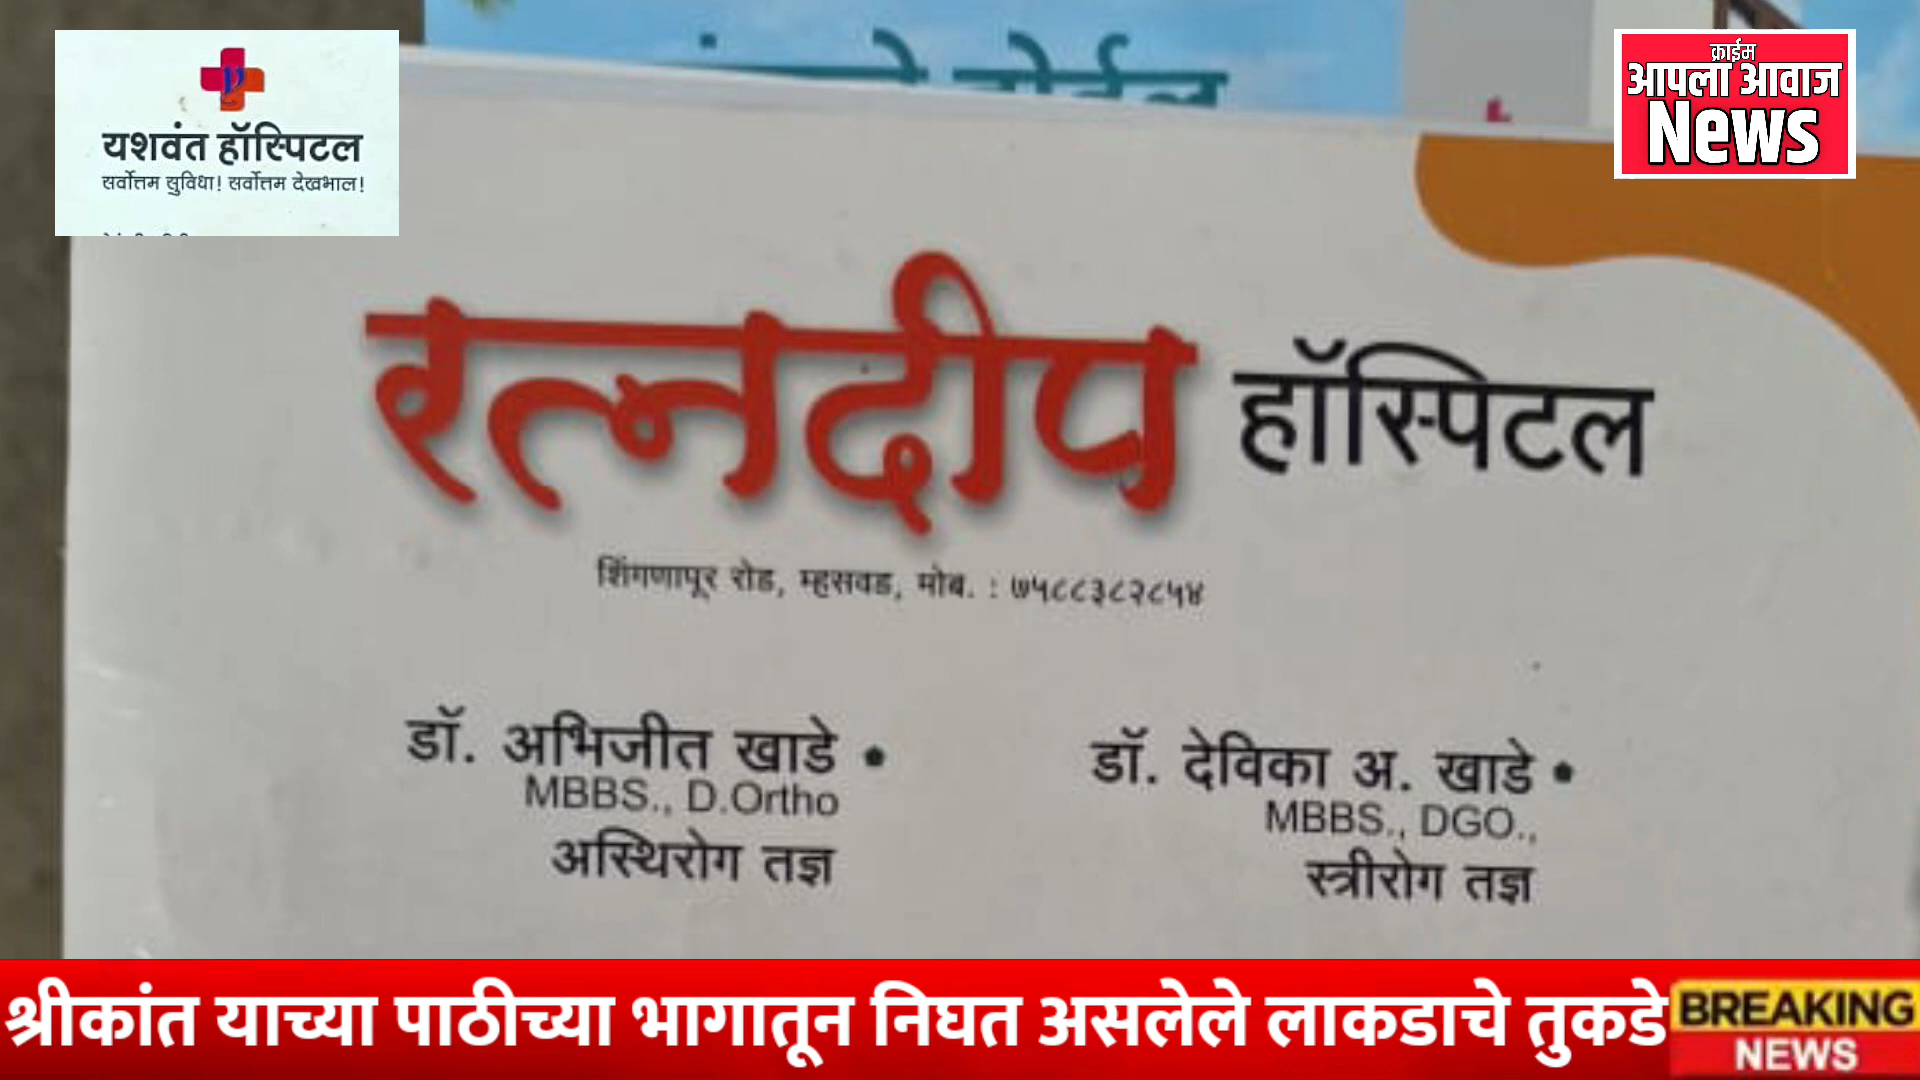 यशवंत हॉस्पिटल
सर्वोत्तम सुविधा! सर्वोत्तम देखभाल!
क्राईम
आपला आवाज
News
रत्नदीप हॉस्पिटल
शिंगणापूर रोड, म्हसवड, मोब. : ७५८८३८२८५४
डॉ. अभिजीत खाडे •
MBBS., D.Ortho
अस्थिरोग तज्ञ
डॉ. देविका अ. खाडे •
MBBS., DGO.,
स्त्रीरोग तज्ञ
श्रीकांत याच्या पाठीच्या भागातून निघत असलेले लाकडाचे तुकडे
BREAKING
NEWS